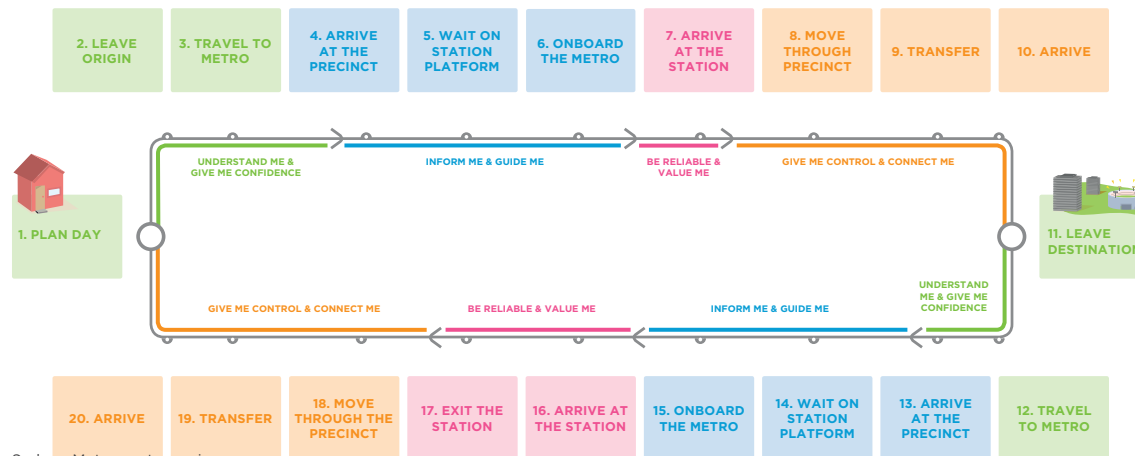 2. LEAVE
ORIGIN
3. TRAVEL TO
METRO
4. ARRIVE
AT THE
PRECINCT
5. WAIT ON
STATION
PLATFORM
6. ONBOARD
THE METRO
7. ARRIVE
AT THE
STATION
8. MOVE
THROUGH
PRECINCT
9. TRANSFER
10. ARRIVE
UNDERSTAND ME &
GIVE ME CONFIDENCE
INFORM ME & GUIDE ME
BE RELIABLE &
VALUE ME
GIVE ME CONTROL & CONNECT ME
1. PLAN DAY
11. LEAVE
DESTINATION
GIVE ME CONTROL & CONNECT ME
BE RELIABLE & VALUE ME
INFORM ME & GUIDE ME
UNDERSTAND
ME & GIVE ME
CONFIDENCE
20. ARRIVE
19. TRANSFER
18. MOVE
THROUGH THE
PRECINCT
17. EXIT THE
STATION
16. ARRIVE AT
THE STATION
15. ONBOARD
THE METRO
14. WAIT ON
STATION
PLATFORM
13. ARRIVE
AT THE
PRECINCT
12. TRAVEL
TO METRO